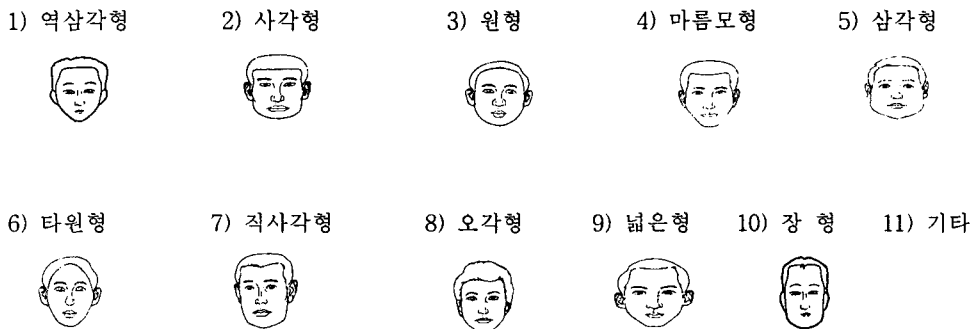 1) 역삼각형 2) 사각형 3) 원형 4) 마름모형 5) 삼각형
6) 타원형 7) 직사각형 8) 오각형 9) 넓은형 10) 장 형 11) 기타